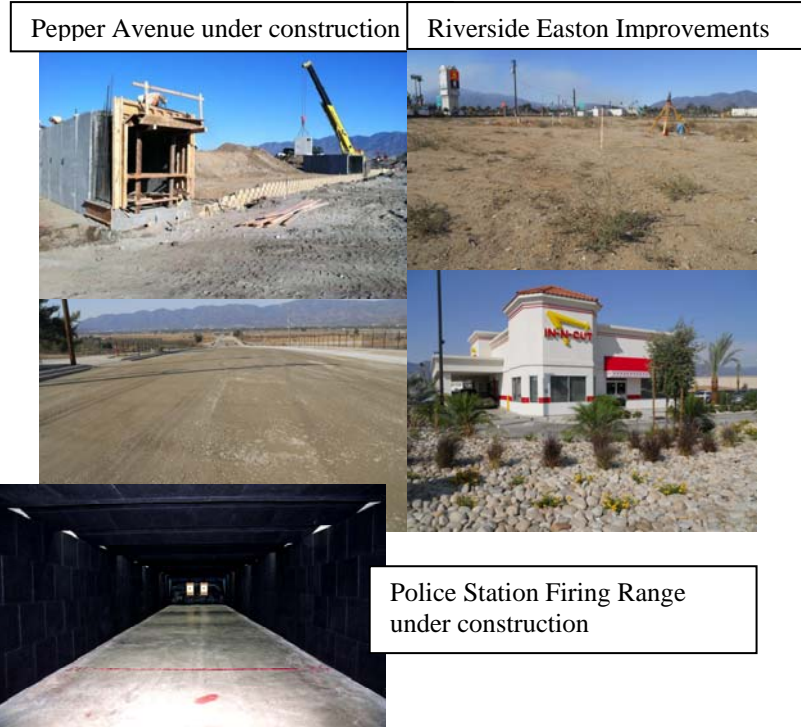 Pepper Avenue under construction
Riverside Easton Improvements
IN-N-OUT
Police Station Firing Range
under construction